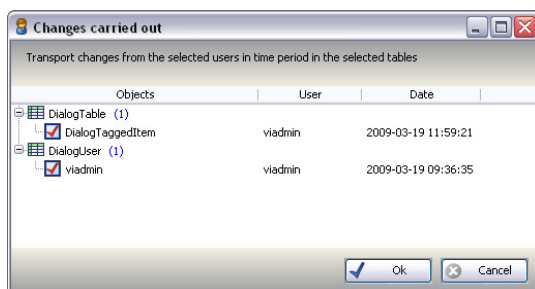 Changes carried out
Transport changes from the selected users in time period in the selected tables
Objects User Date
DialogTable (1)
DialogTaggedItem viadmin 2009-03-19 11:59:21
DialogUser (1)
viadmin viadmin 2009-03-19 09:36:35
Ok Cancel